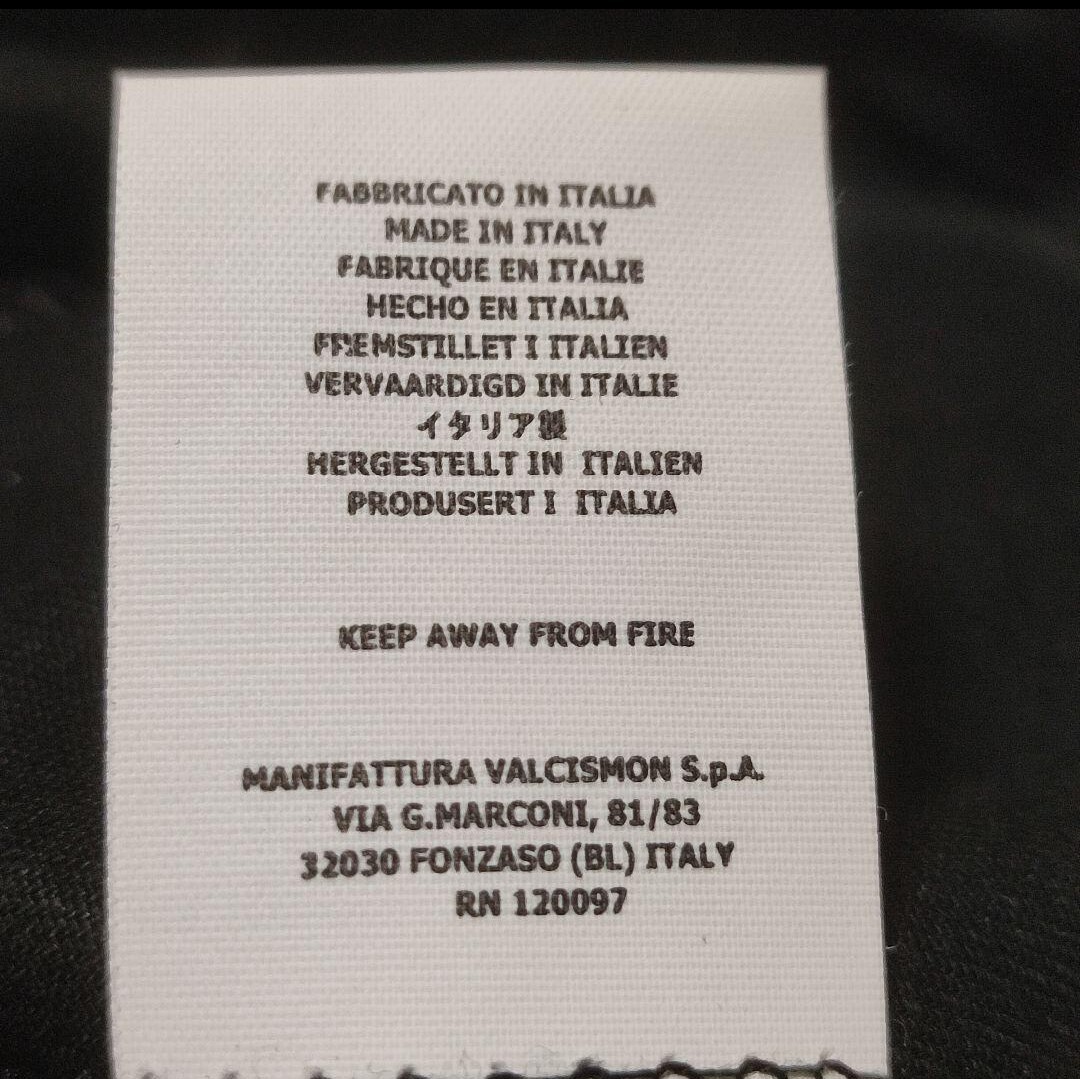 FABBRICATO IN ITALIA
MADE IN ITALY
FABRIQUE EN ITALIE
HECHO EN ITALIA
FREMSTILLET I ITALIEN
VERVAARDIGD IN ITALIE
イタリア製
HERGESTELLT IN ITALIEN
PRODUSERT I ITALIA
KEEP AWAY FROM FIRE
MANIFATTURA VALCISMON S.p.A.
VIA G.MARCONI, 81/83
32030 FONZASO (BL) ITALY
RN 120097